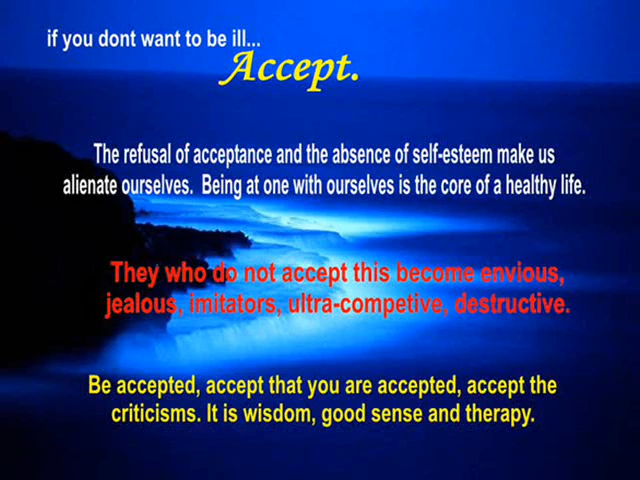 if you dont want to be ill...
Accept.
The refusal of acceptance and the absence of self-esteem make us
alienate ourselves. Being at one with ourselves is the core of a healthy life.
They who do not accept this become envious,
jealous, imitators, ultra-competive, destructive.
Be accepted, accept that you are accepted, accept the
criticisms. It is wisdom, good sense and therapy.